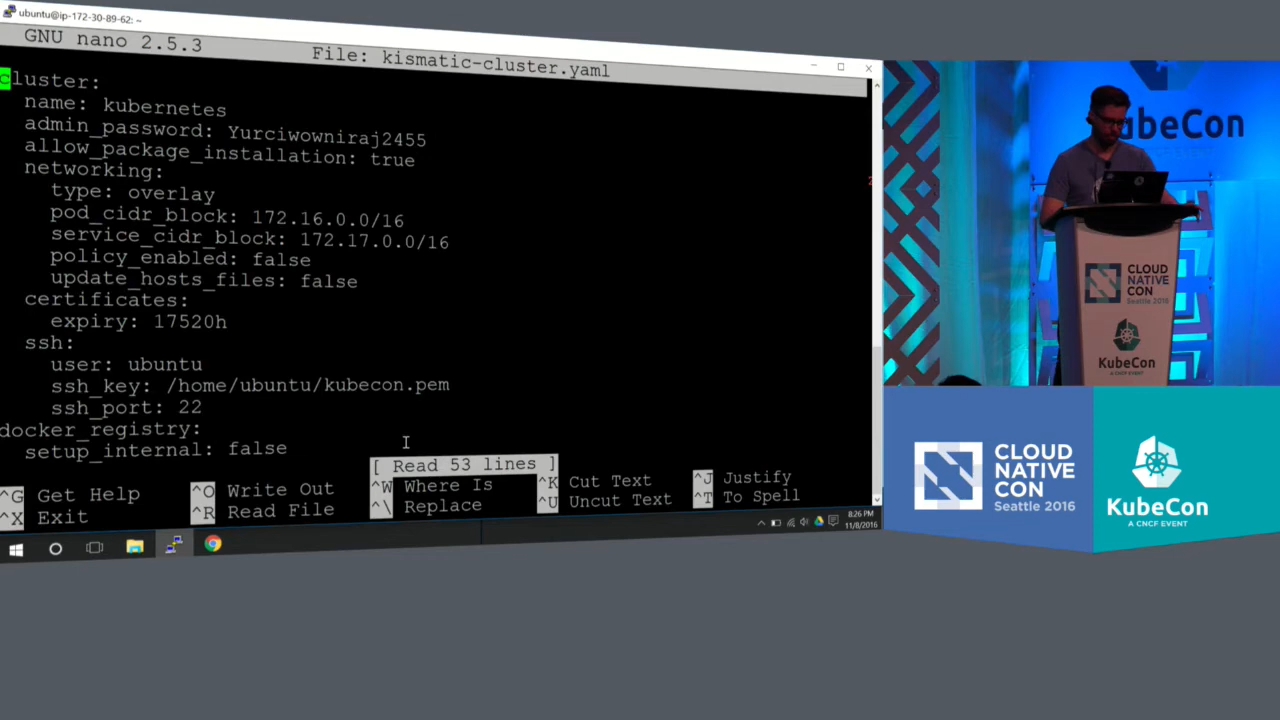 ubuntu@ip-172-30-89-62: ~
GNU nano 2.5.3 File: kismatic-cluster.yaml
cluster:
name: kubernetes
admin_password: Yurciwowniraj2455
allow_package_installation: true
networking:
type: overlay
pod_cidr_block: 172.16.0.0/16
service_cidr_block: 172.17.0.0/16
policy_enabled: false
update_hosts_files: false
certificates:
expiry: 17520h
ssh:
user: ubuntu
ssh_key: /home/ubuntu/kubecon.pem
ssh_port: 22
docker_registry:
setup_internal: false
[ Read 53 lines ]
^G Get Help ^O Write Out ^W Where Is ^K Cut Text ^J Justify
^X Exit ^R Read File ^\ Replace ^U Uncut Text ^T To Spell
8:26 PM
11/8/2016
KubeCon
CLOUD
NATIVE
CON
Seattle 2016
KubeCon
A CNCF EVENT
CLOUD
NATIVE
CON
Seattle 2016
KubeCon
A CNCF EVENT